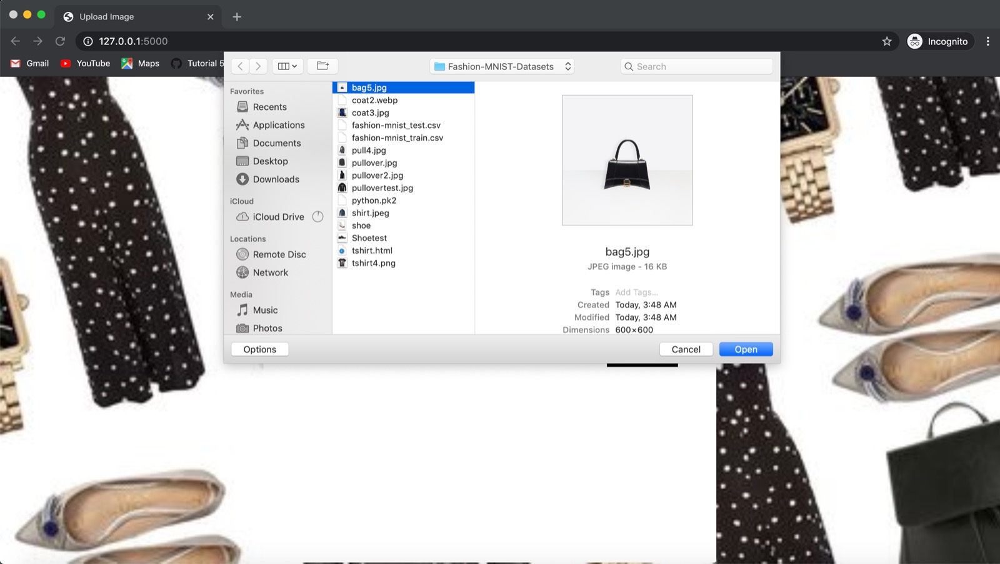 Upload Image
127.0.0.1:5000
Incognito
Gmail
YouTube
Maps
Tutorial 5
Fashion-MNIST-Datasets
Search
Favorites
Recents
Applications
Documents
Desktop
Downloads
iCloud
iCloud Drive
Locations
Remote Disc
Network
Media
Music
Photos
bag5.jpg
coat2.webp
coat3.jpg
fashion-mnist_test.csv
fashion-mnist_train.csv
pull4.jpg
pullover.jpg
pullover2.jpg
pullovertest.jpg
python.pk2
shirt.jpeg
shoe
Shoetest
tshirt.html
tshirt4.png
bag5.jpg
JPEG image - 16 KB
Tags Add Tags...
Created Today, 3:48 AM
Modified Today, 3:48 AM
Dimensions 600×600
Options
Cancel
Open